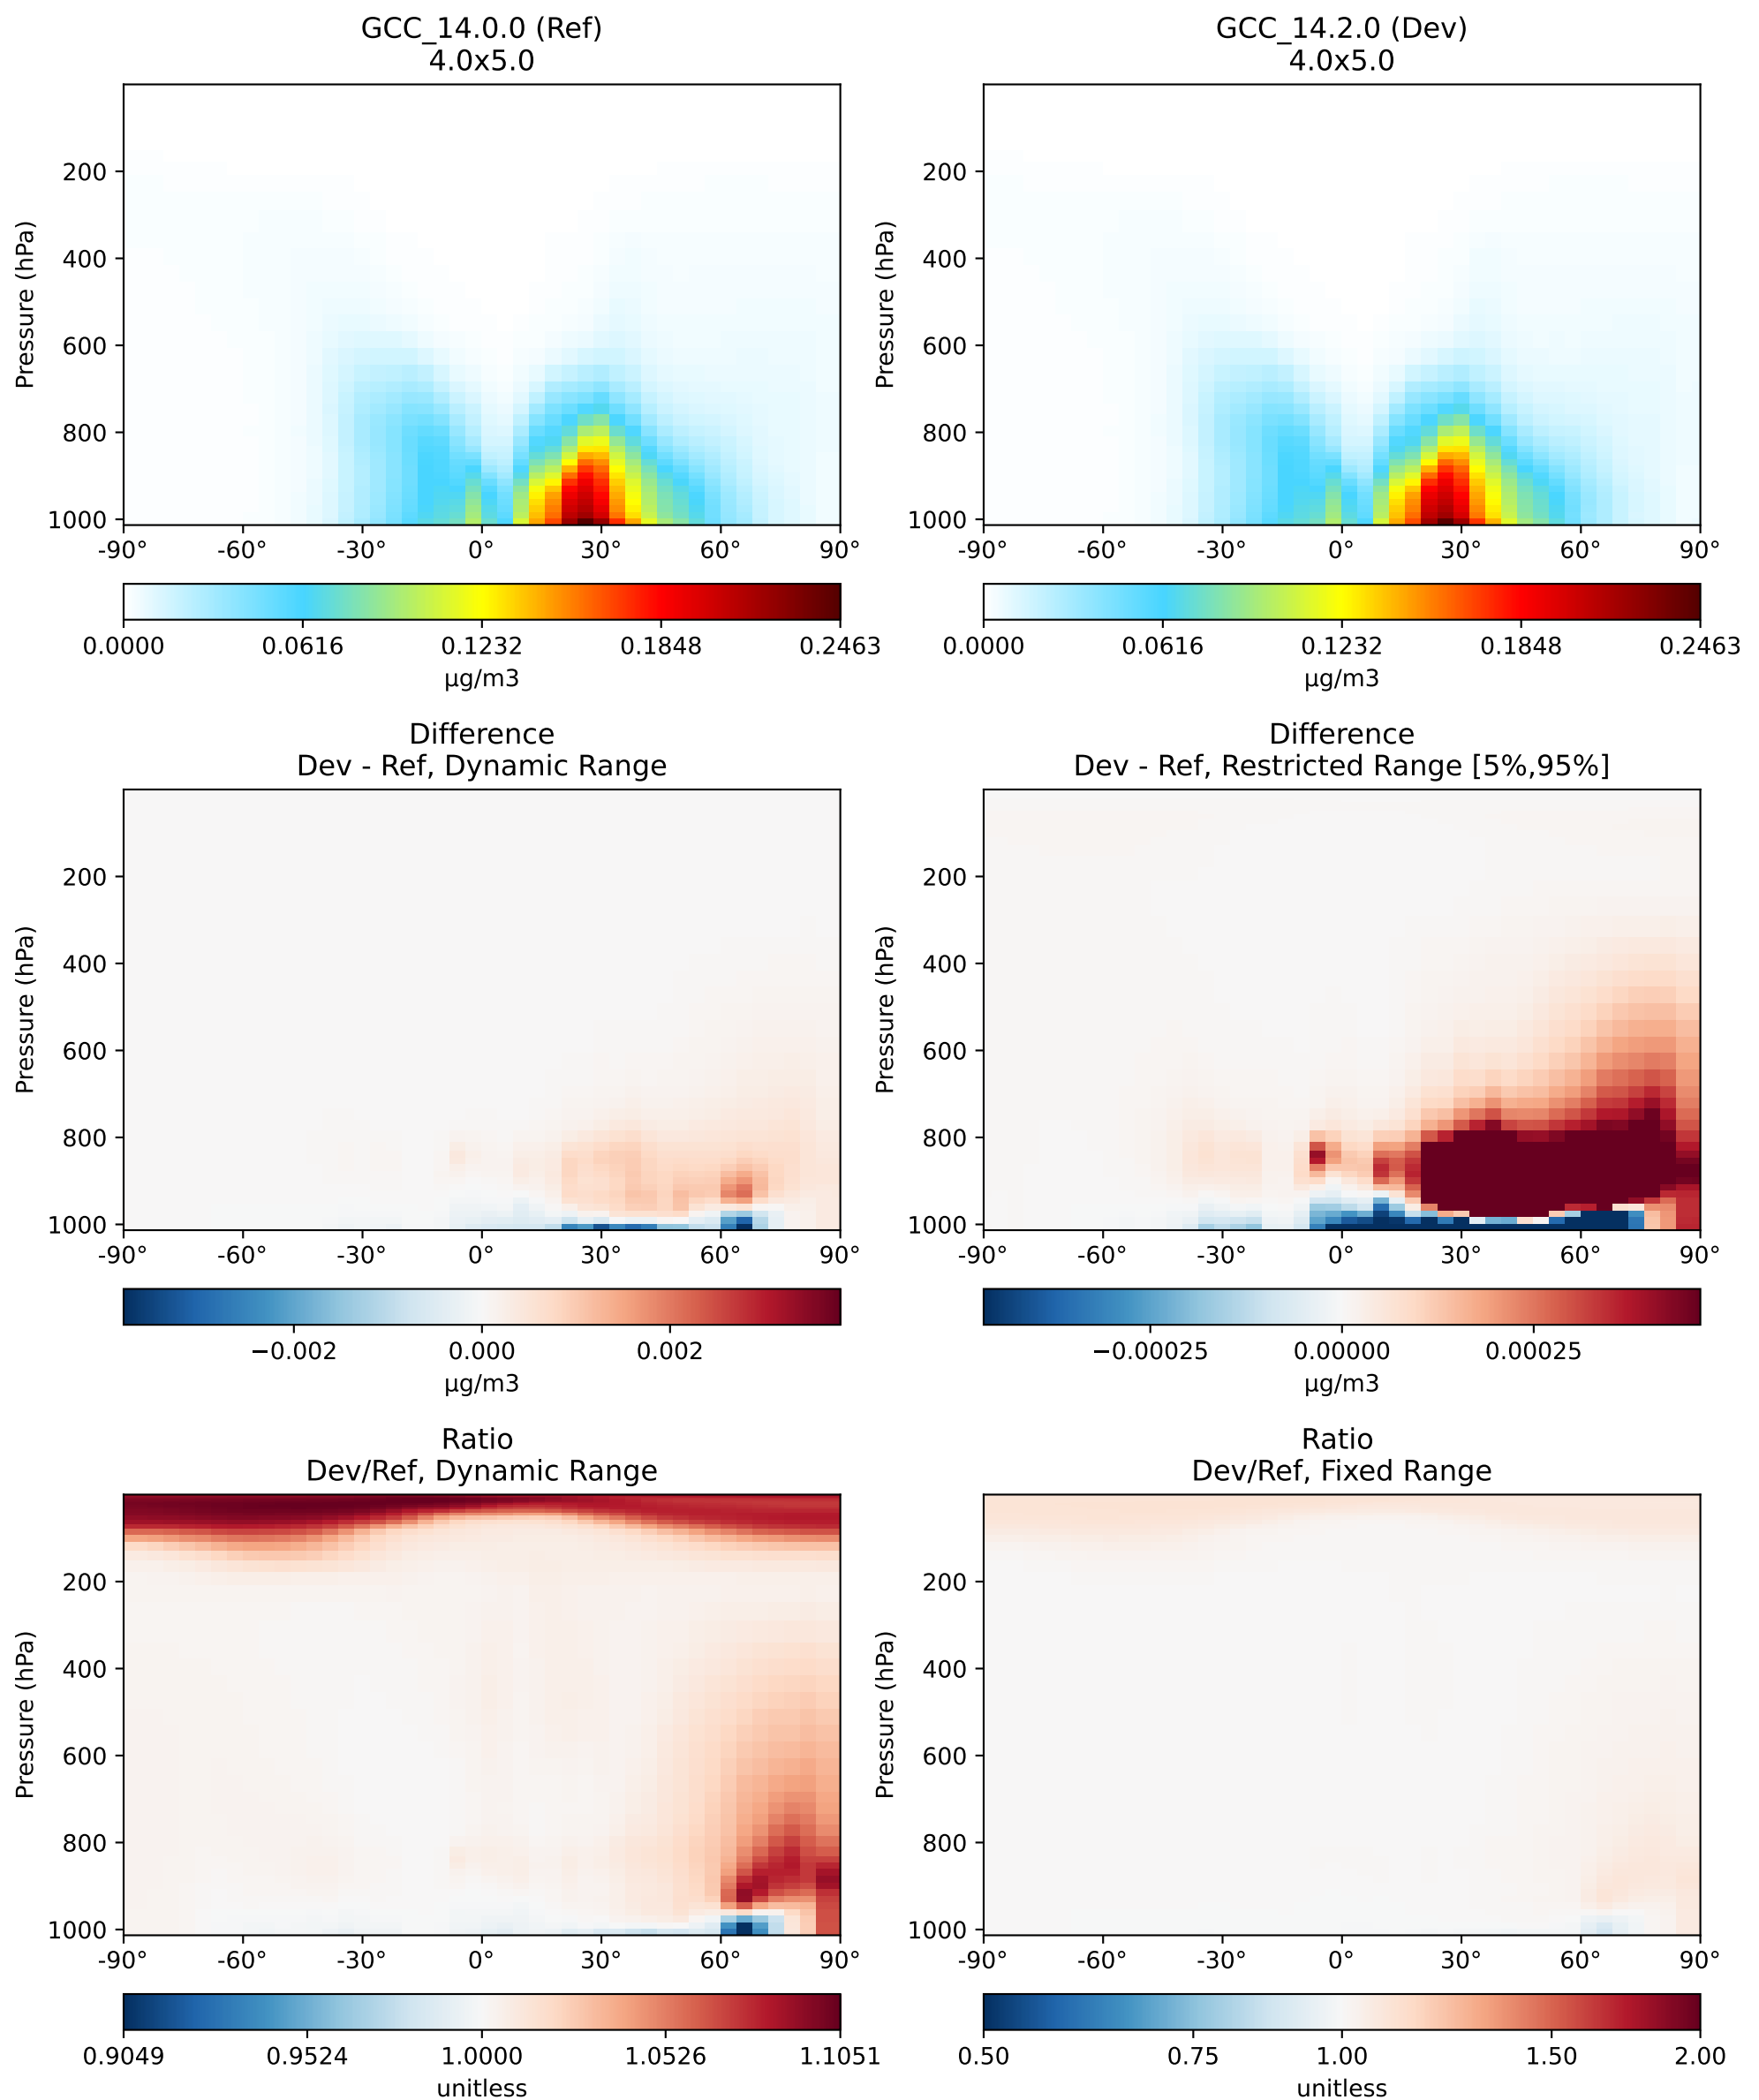 GCC_14.0.0 (Ref)
4.0x5.0
Pressure (hPa)
200
400
600
800
1000
-90° -60° -30° 0° 30° 60° 90°
0.0000 0.0616 0.1232 0.1848 0.2463
µg/m3
GCC_14.2.0 (Dev)
4.0x5.0
Pressure (hPa)
200
400
600
800
1000
-90° -60° -30° 0° 30° 60° 90°
0.0000 0.0616 0.1232 0.1848 0.2463
µg/m3
Difference
Dev - Ref, Dynamic Range
Pressure (hPa)
200
400
600
800
1000
-90° -60° -30° 0° 30° 60° 90°
−0.002 0.000 0.002
µg/m3
Difference
Dev - Ref, Restricted Range [5%,95%]
Pressure (hPa)
200
400
600
800
1000
-90° -60° -30° 0° 30° 60° 90°
−0.00025 0.00000 0.00025
µg/m3
Ratio
Dev/Ref, Dynamic Range
Pressure (hPa)
200
400
600
800
1000
-90° -60° -30° 0° 30° 60° 90°
0.9049 0.9524 1.0000 1.0526 1.1051
unitless
Ratio
Dev/Ref, Fixed Range
Pressure (hPa)
200
400
600
800
1000
-90° -60° -30° 0° 30° 60° 90°
0.50 0.75 1.00 1.50 2.00
unitless